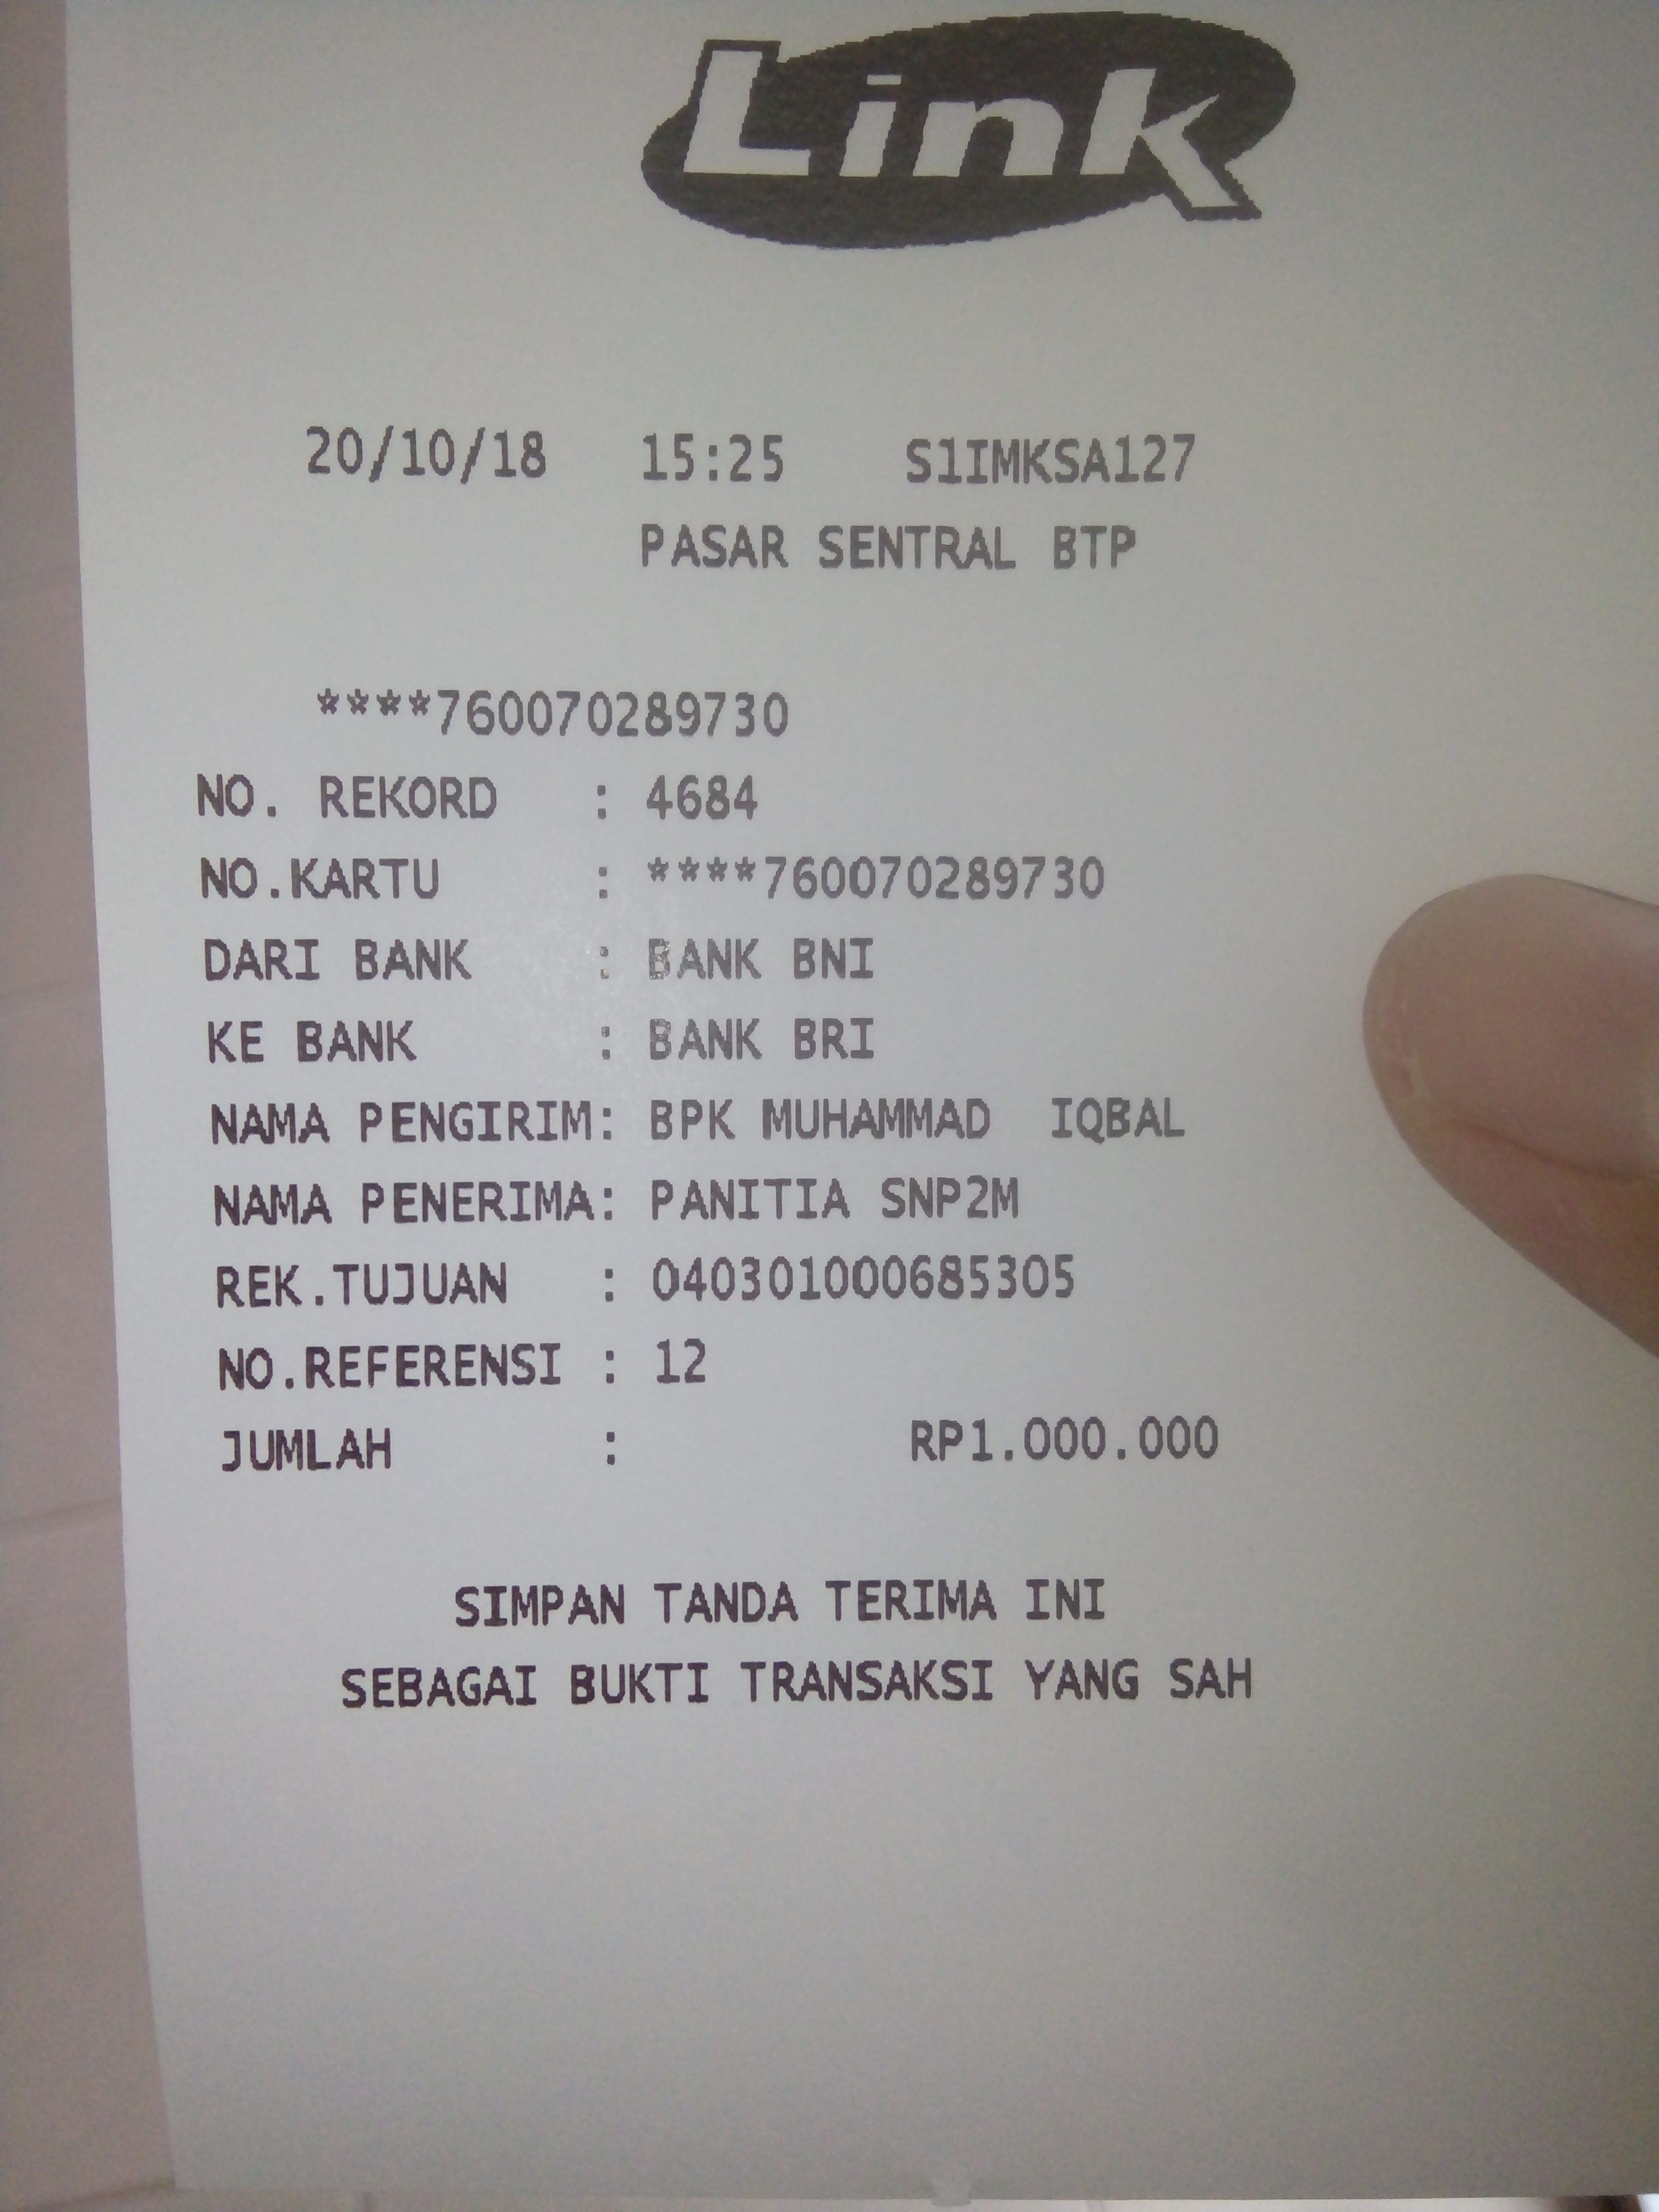 Link
20/10/18 15:25 S1IMKSA127
PASAR SENTRAL BTP
****760070289730
NO. REKORD : 4684
NO.KARTU : ****760070289730
DARI BANK : BANK BNI
KE BANK : BANK BRI
NAMA PENGIRIM: BPK MUHAMMAD IQBAL
NAMA PENERIMA: PANITIA SNP2M
REK.TUJUAN : 040301000685305
NO.REFERENSI : 12
JUMLAH : RP1.000.000
SIMPAN TANDA TERIMA INI
SEBAGAI BUKTI TRANSAKSI YANG SAH